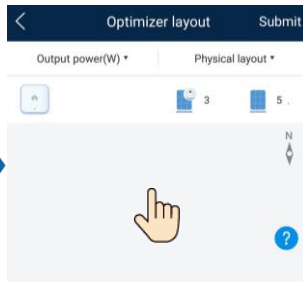 Optimizer layout Submit
Output power(W) Physical layout
3 5 .
N
?